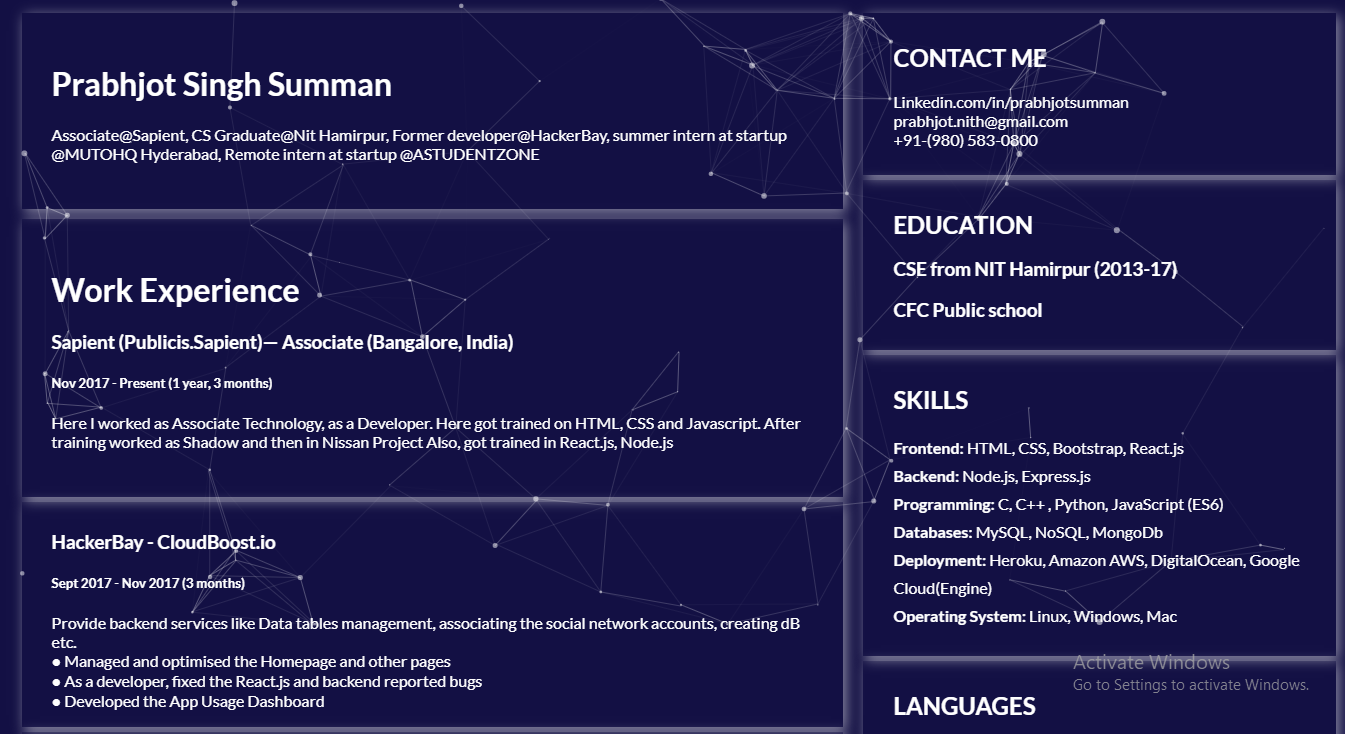 Prabhjot Singh Summan
Associate@Sapient, CS Graduate@Nit Hamirpur, Former developer@HackerBay, summer intern at startup
@MUTOHQ Hyderabad, Remote intern at startup @ASTUDENTZONE
Work Experience
Sapient (Publicis.Sapient)— Associate (Bangalore, India)
Nov 2017 - Present (1 year, 3 months)
Here I worked as Associate Technology, as a Developer. Here got trained on HTML, CSS and Javascript. After
training worked as Shadow and then in Nissan Project Also, got trained in React.js, Node.js
HackerBay - CloudBoost.io
Sept 2017 - Nov 2017 (3 months)
Provide backend services like Data tables management, associating the social network accounts, creating dB
etc.
● Managed and optimised the Homepage and other pages
● As a developer, fixed the React.js and backend reported bugs
● Developed the App Usage Dashboard
CONTACT ME
Linkedin.com/in/prabhjotsumman
prabhjot.nith@gmail.com
+91-(980) 583-0800
EDUCATION
CSE from NIT Hamirpur (2013-17)
CFC Public school
SKILLS
Frontend: HTML, CSS, Bootstrap, React.js
Backend: Node.js, Express.js
Programming: C, C++ , Python, JavaScript (ES6)
Databases: MySQL, NoSQL, MongoDb
Deployment: Heroku, Amazon AWS, DigitalOcean, Google
Cloud(Engine)
Operating System: Linux, Windows, Mac
Activate Windows
Go to Settings to activate Windows.
LANGUAGES